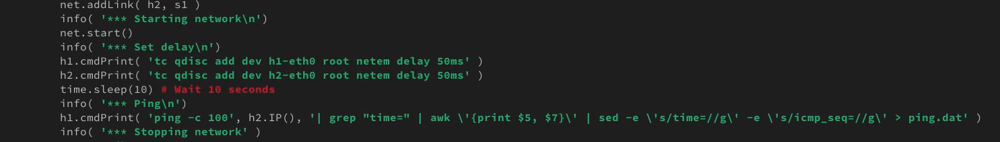 net.addLink( h2, s1 )
info( '*** Starting network\n')
net.start()
info( '*** Set delay\n')
h1.cmdPrint( 'tc qdisc add dev h1-eth0 root netem delay 50ms' )
h2.cmdPrint( 'tc qdisc add dev h2-eth0 root netem delay 50ms' )
time.sleep(10) # Wait 10 seconds
info( '*** Ping\n')
h1.cmdPrint( 'ping -c 100', h2.IP(), '| grep "time=" | awk \'{print $5, $7}\' | sed -e \'s/time=//g\' -e \'s/icmp_seq=//g\' > ping.dat' )
info( '*** Stopping network' )